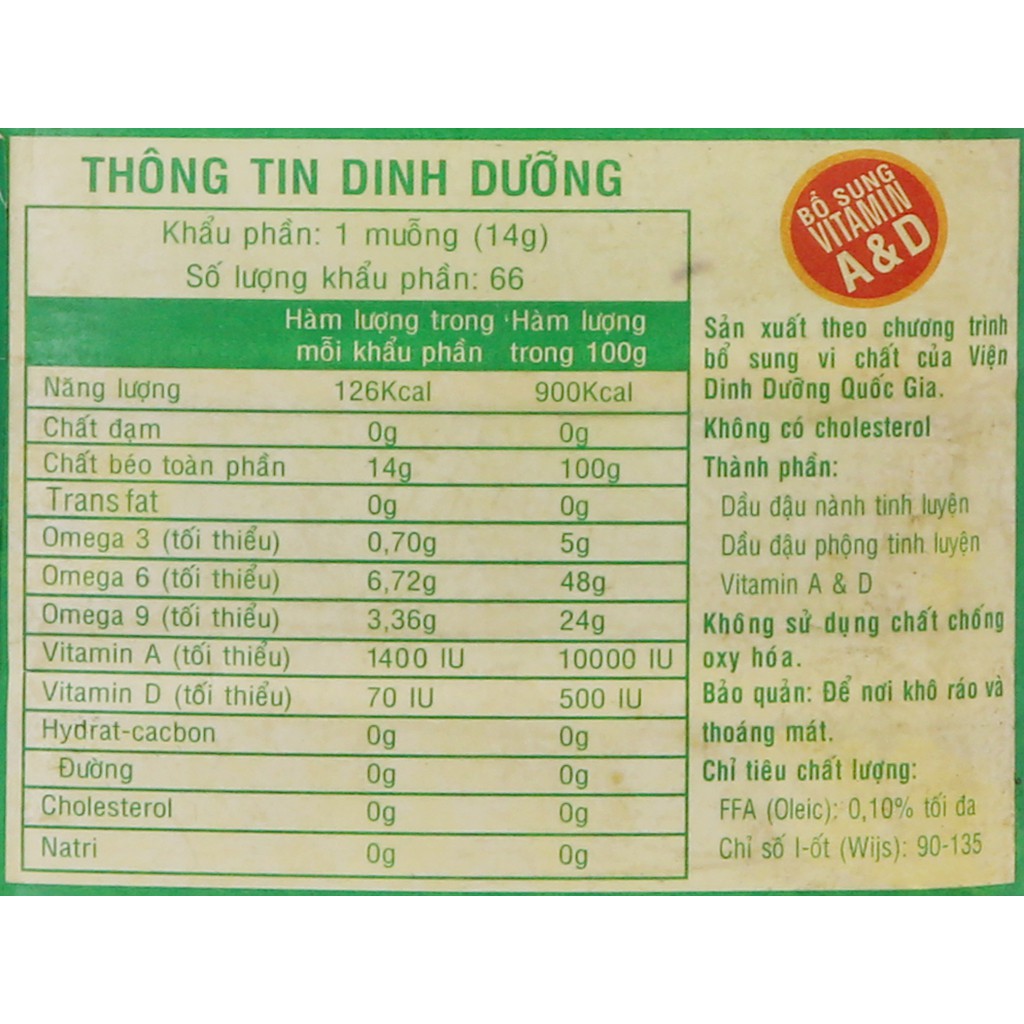 THÔNG TIN DINH DƯỠNG
Khẩu phần: 1 muỗng (14g)
Số lượng khẩu phần: 66
Hàm lượng trong mỗi khẩu phần Hàm lượng trong 100g
Năng lượng 126Kcal 900Kcal
Chất đạm 0g 0g
Chất béo toàn phần 14g 100g
Trans fat 0g 0g
Omega 3 (tối thiểu) 0,70g 5g
Omega 6 (tối thiểu) 6,72g 48g
Omega 9 (tối thiểu) 3,36g 24g
Vitamin A (tối thiểu) 1400 IU 10000 IU
Vitamin D (tối thiểu) 70 IU 500 IU
Hydrat-cacbon 0g 0g
Đường 0g 0g
Cholesterol 0g 0g
Natri 0g 0g
BỔ SUNG
VITAMIN
A & D
Sản xuất theo chương trình
bổ sung vi chất của Viện
Dinh Dưỡng Quốc Gia.
Không có cholesterol
Thành phần:
Dầu đậu nành tinh luyện
Dầu đậu phộng tinh luyện
Vitamin A & D
Không sử dụng chất chống
oxy hóa.
Bảo quản: Để nơi khô ráo và
thoáng mát.
Chỉ tiêu chất lượng:
FFA (Oleic): 0,10% tối đa
Chỉ số I-ốt (Wijs): 90-135